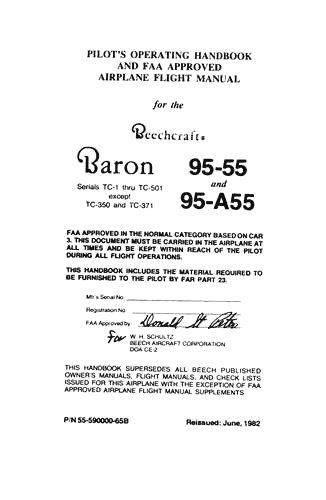 PILOT'S OPERATING HANDBOOK
AND FAA APPROVED
AIRPLANE FLIGHT MANUAL
for the
Beechcraft
Baron 95-55
Serials TC-1 thru TC-501 and
except 95-A55
TC-350 and TC-371
FAA APPROVED IN THE NORMAL CATEGORY BASED ON CAR
3. THIS DOCUMENT MUST BE CARRIED IN THE AIRPLANE AT
ALL TIMES AND BE KEPT WITHIN REACH OF THE PILOT
DURING ALL FLIGHT OPERATIONS.
THIS HANDBOOK INCLUDES THE MATERIAL REQUIRED TO
BE FURNISHED TO THE PILOT BY FAR PART 23.
Mfr's Serial No.
Registration No.
FAA Approved by Donald H Peter
for W. H. SCHULTZ
BEECH AIRCRAFT CORPORATION
DOA CE-2
THIS HANDBOOK SUPERSEDES ALL BEECH PUBLISHED
OWNER'S MANUALS, FLIGHT MANUALS, AND CHECK LISTS
ISSUED FOR THIS AIRPLANE WITH THE EXCEPTION OF FAA
APPROVED AIRPLANE FLIGHT MANUAL SUPPLEMENTS
P/N 55-590000-65B Reissued: June, 1982